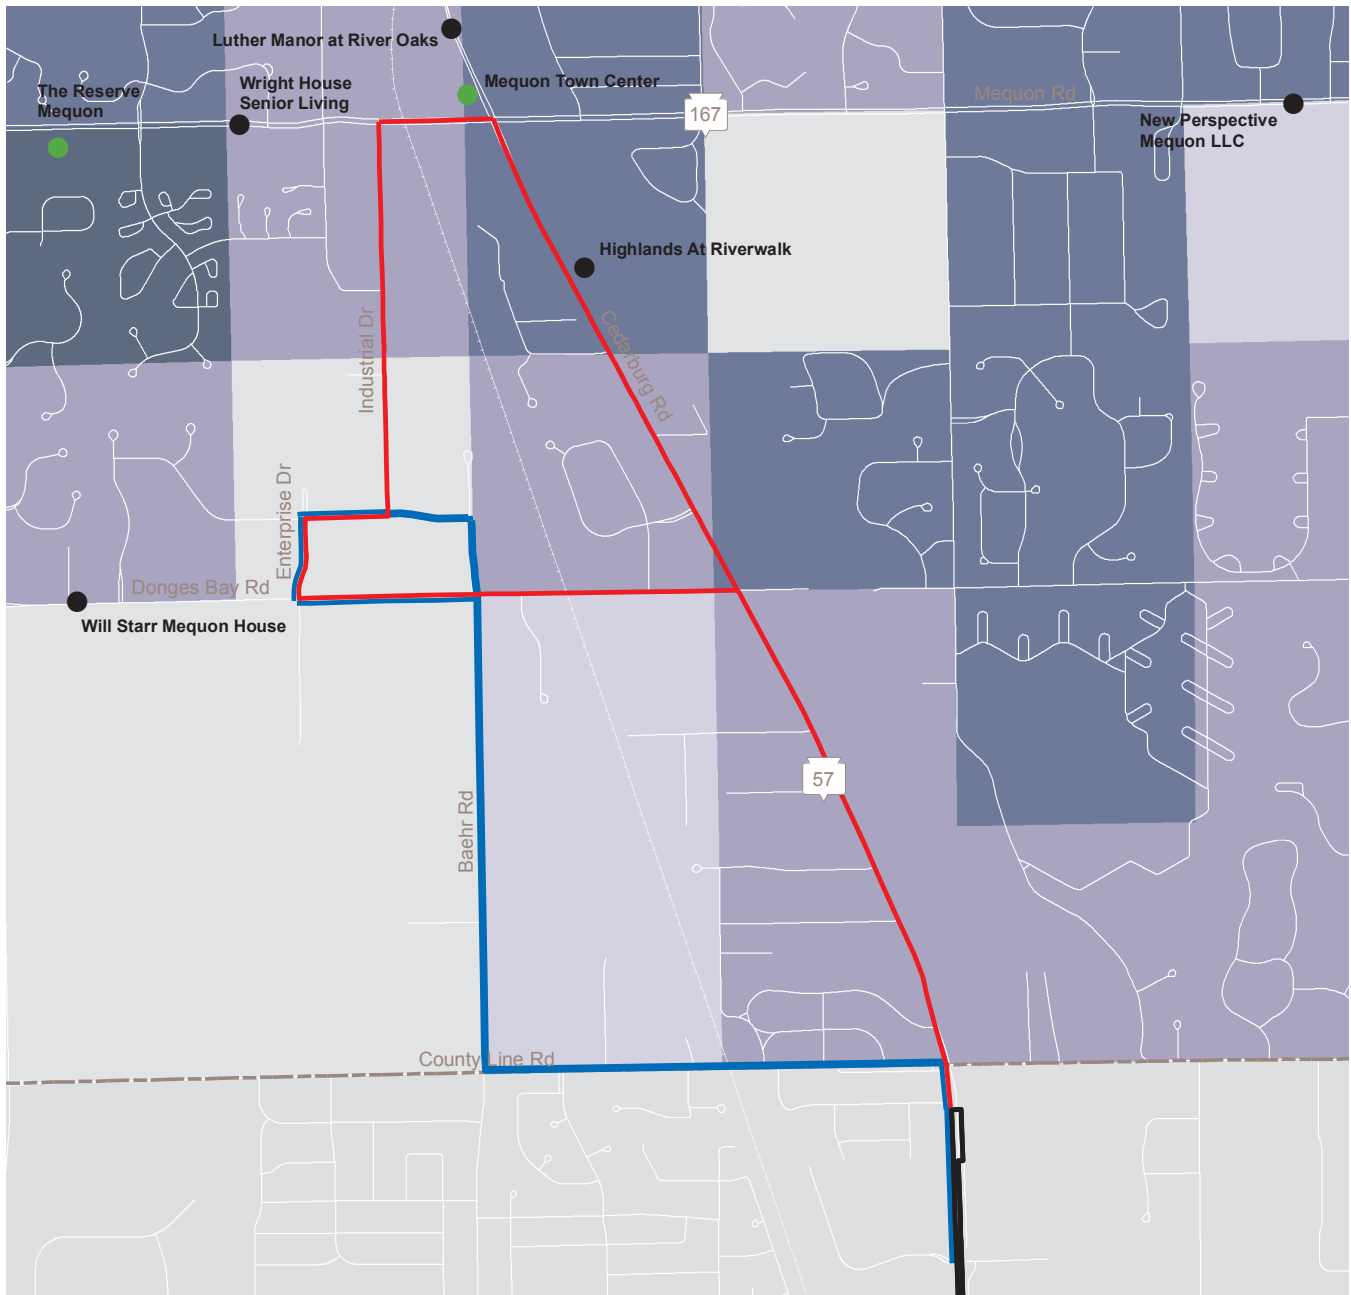 Luther Manor at River Oaks
The Reserve
Mequon
Wright House
Senior Living
Mequon Town Center
Mequon Rd
167
New Perspective
Mequon LLC
Highlands At Riverwalk
Industrial Dr
Cedarburg Rd
Enterprise Dr
Donges Bay Rd
Will Starr Mequon House
57
Baehr Rd
County Line Rd